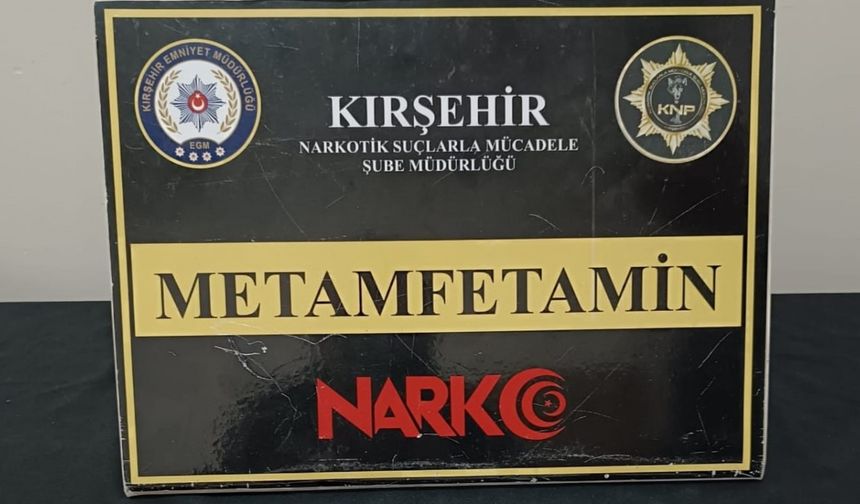 KIRŞEHİR EMNİYET MÜDÜRLÜĞÜ
EGM
KNP
KIRŞEHİR
NARKOTİK SUÇLARLA MÜCADELE
ŞUBE MÜDÜRLÜĞÜ
METAMFETAMİN
NARKO